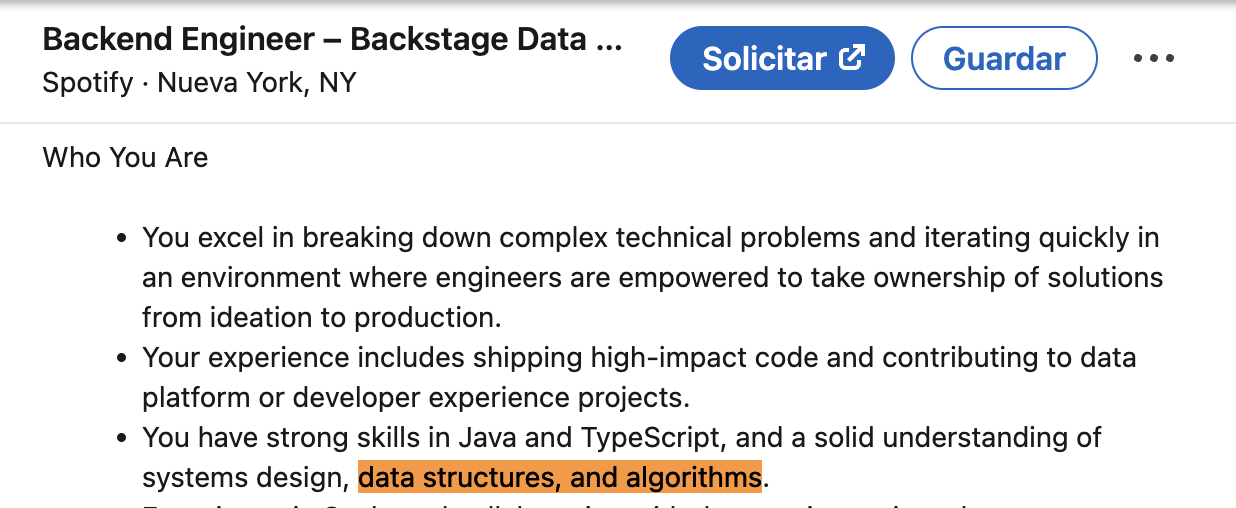 Backend Engineer – Backstage Data ...
Spotify · Nueva York, NY
Solicitar
Guardar
Who You Are
• You excel in breaking down complex technical problems and iterating quickly in
an environment where engineers are empowered to take ownership of solutions
from ideation to production.
• Your experience includes shipping high-impact code and contributing to data
platform or developer experience projects.
• You have strong skills in Java and TypeScript, and a solid understanding of
systems design, data structures, and algorithms.